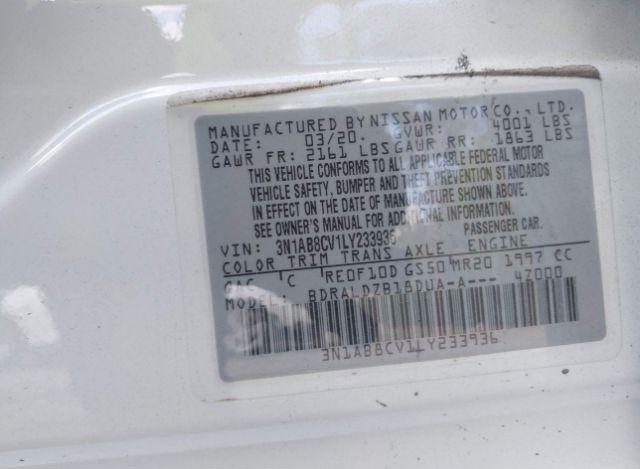 MANUFACTURED BY NISSAN MOTOR CO., LTD.
DATE: 03/20. GVWR: 4001 LBS
GAWR FR: 2161 LBS GAWR RR: 1863 LBS
THIS VEHICLE CONFORMS TO ALL APPLICABLE FEDERAL MOTOR
VEHICLE SAFETY, BUMPER AND THEFT PREVENTION STANDARDS
IN EFFECT ON THE DATE OF MANUFACTURE SHOWN ABOVE.
SEE OWNER'S MANUAL FOR ADDITIONAL INFORMATION.
VIN: 3N1AB8CV1LY233936 PASSENGER CAR.
COLOR TRIM TRANS AXLE ENGINE
QAC C RE0F10D GS50 MR20 1997 CC
MODEL: BDRALDZB18DUA-A--- 47000
3N1AB8CV1LY233936